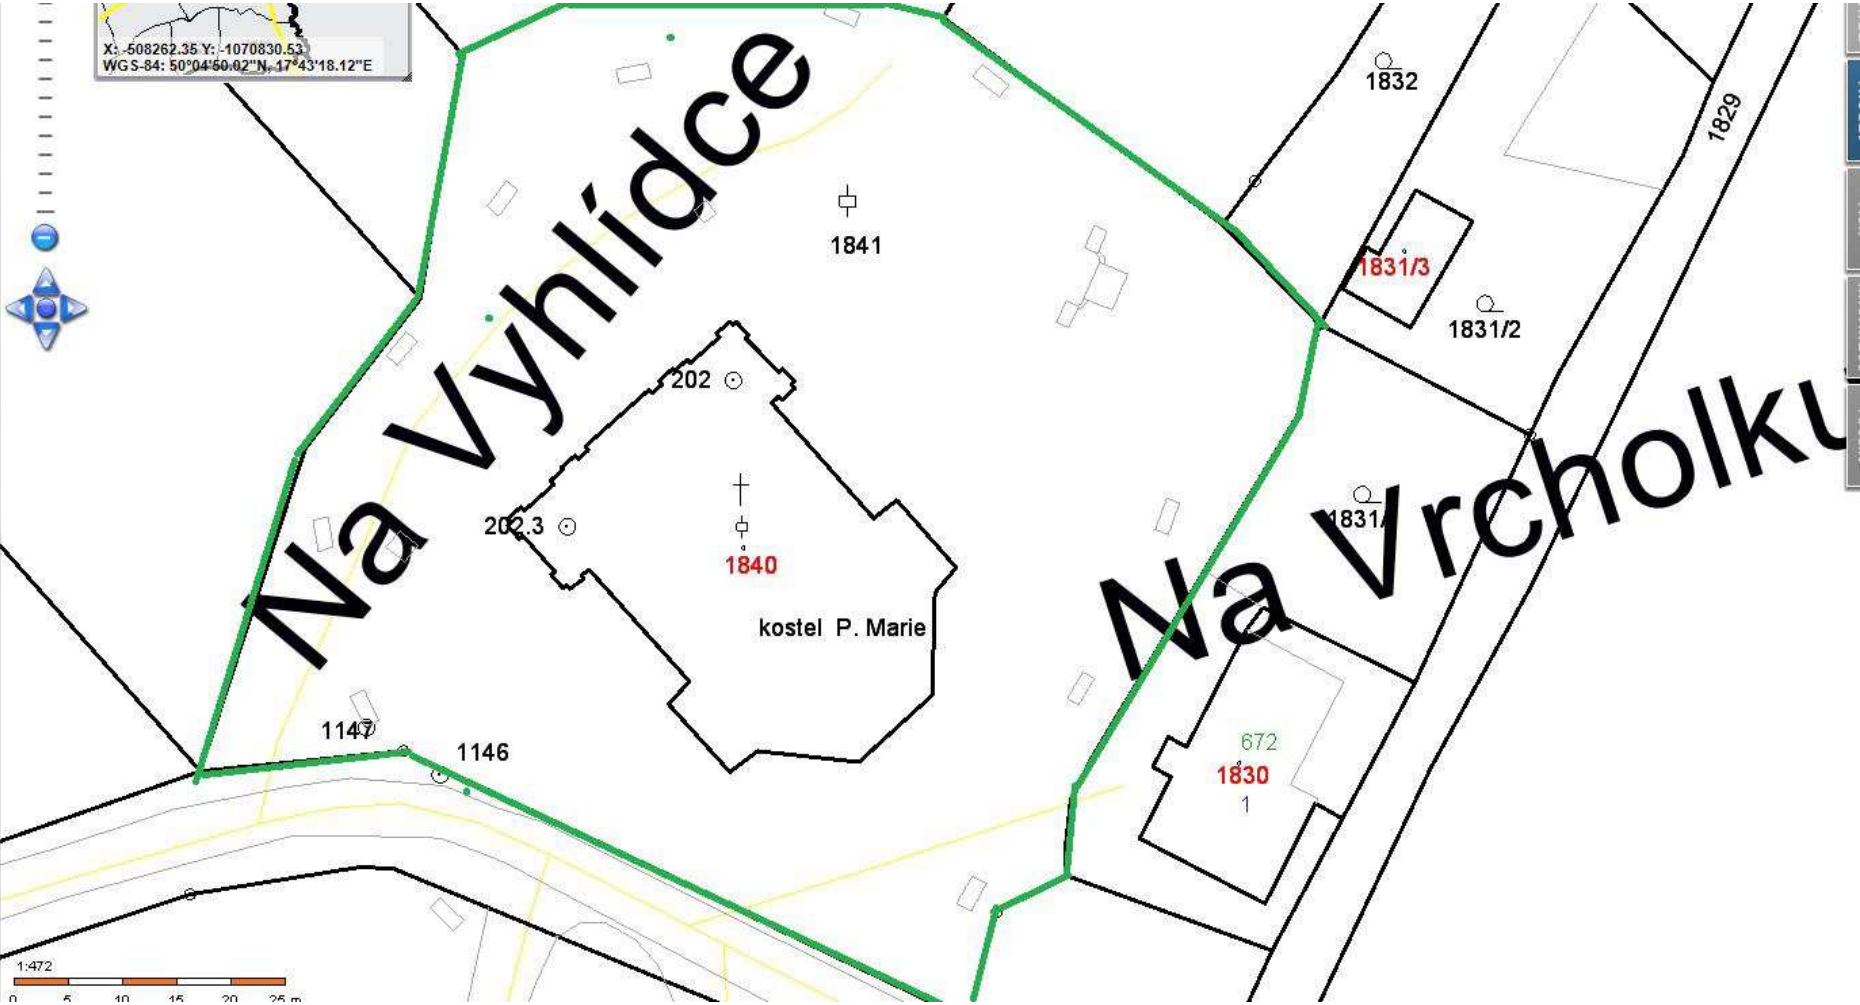 X: -508262.35 Y: -1070830.53
WGS-84: 50°04'50.02"N, 17°43'18.12"E
1832
1829
Na Vyhlídce
1841
1831/3
1831/2
202
202.3
1840
kostel P. Marie
Na Vrcholku
1831/
1147
1146
672
1830
1
1:472
0 5 10 15 20 25 m